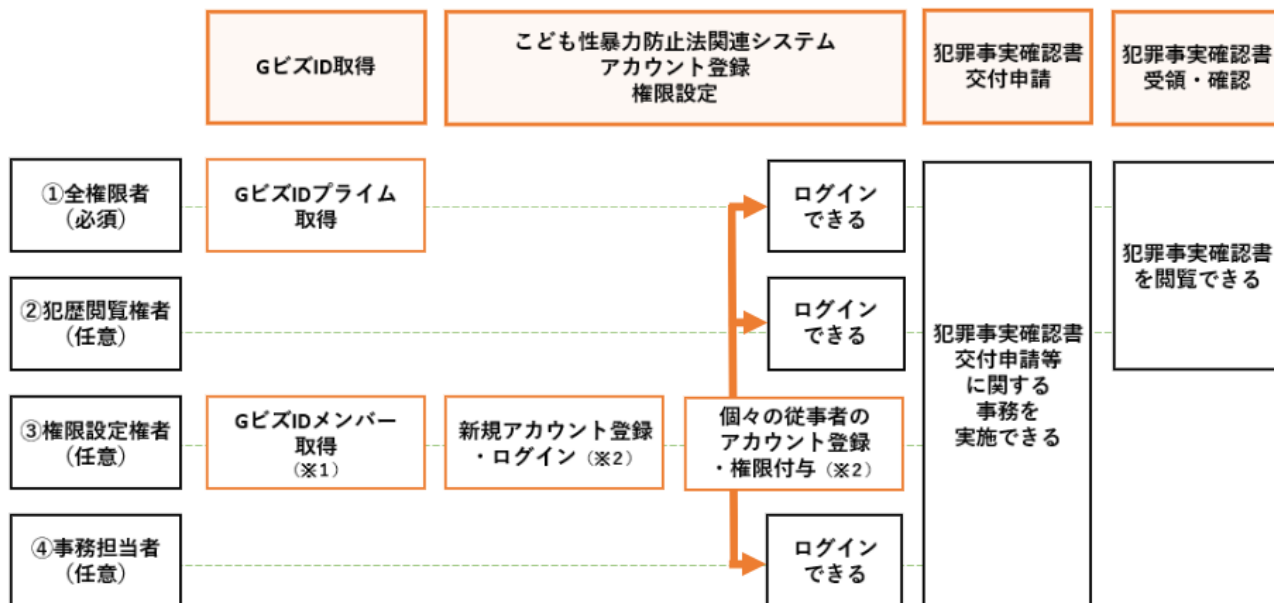 GビズID取得
こども性暴力防止法関連システム
アカウント登録
権限設定
犯罪事実確認書
交付申請
犯罪事実確認書
受領・確認
①全権限者
(必須)
GビズIDプライム
取得
ログイン
できる
②犯歴閲覧権者
(任意)
ログイン
できる
③権限設定権者
(任意)
GビズIDメンバー
取得
(※1)
新規アカウント登録
・ログイン (※2)
個々の従事者の
アカウント登録
・権限付与 (※2)
④事務担当者
(任意)
ログイン
できる
犯罪事実確認書
交付申請等
に関する
事務を
実施できる
犯罪事実確認書
を閲覧できる